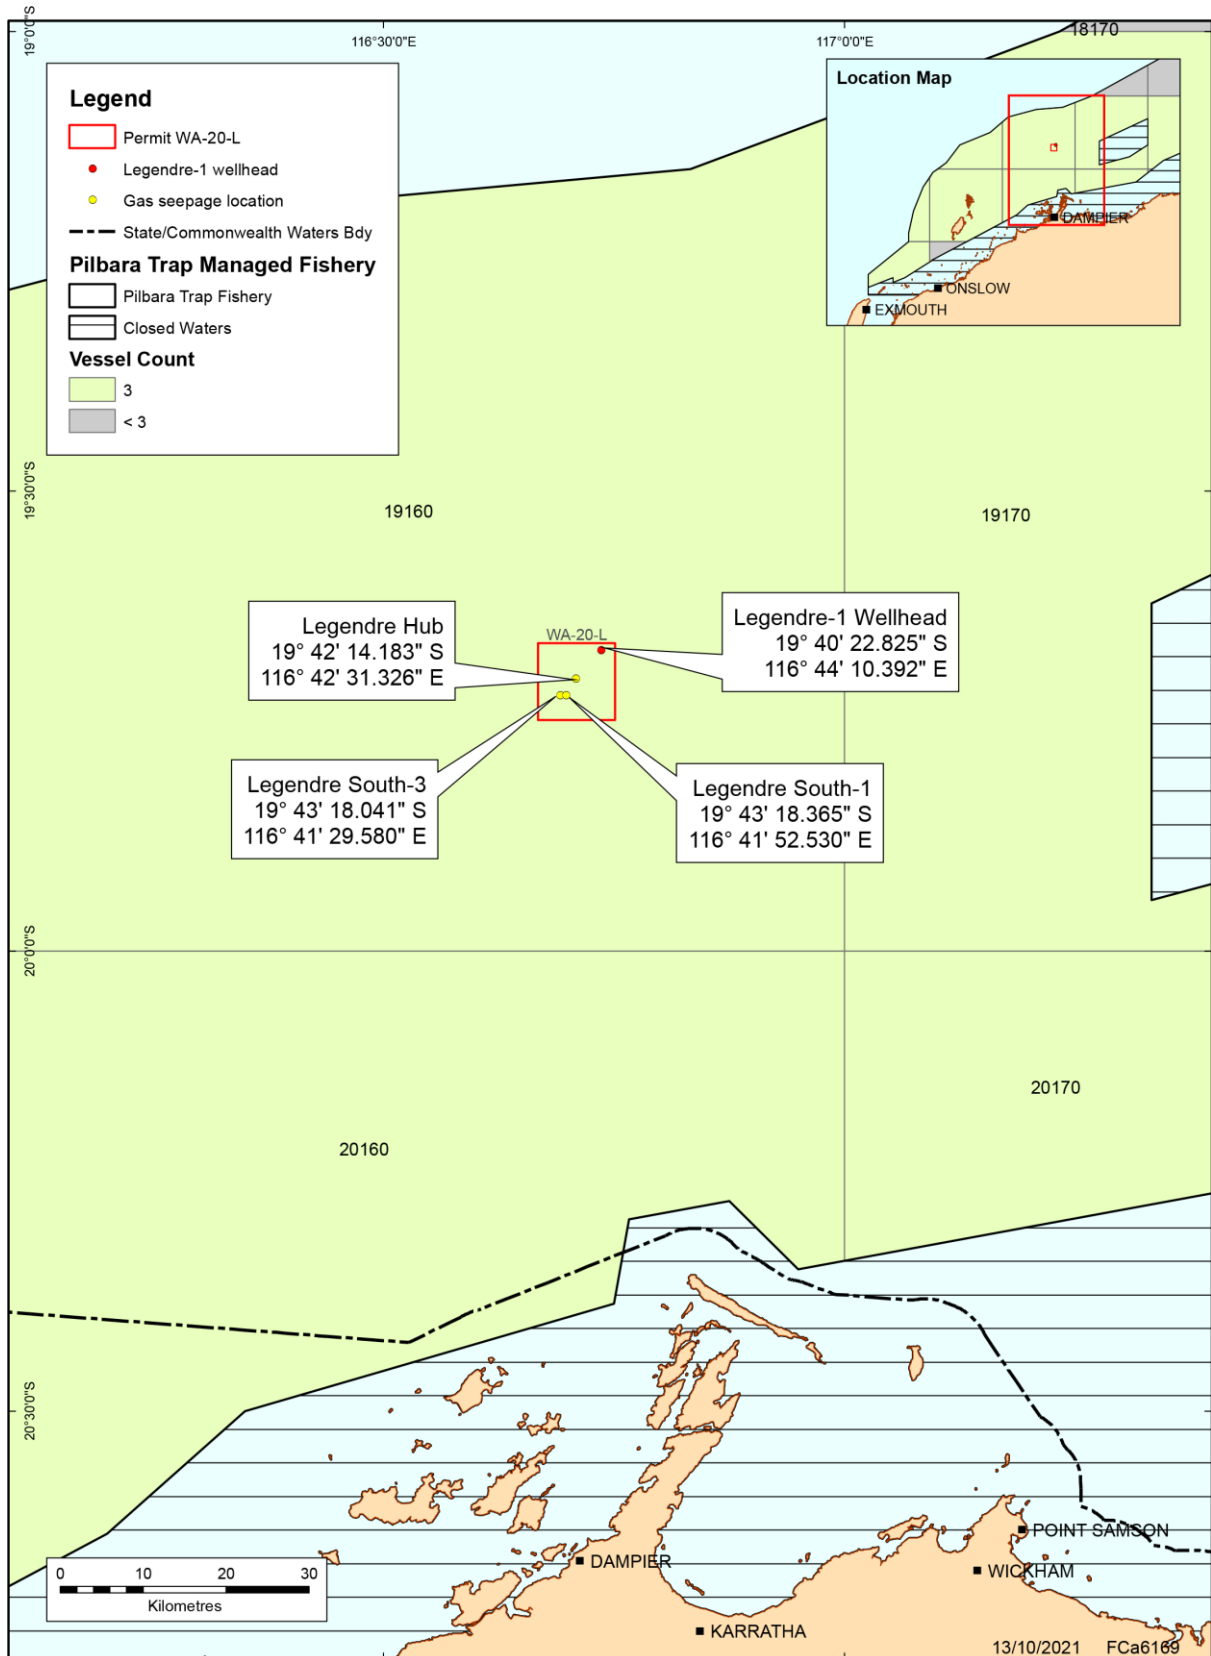 116°30'0"E
117°0'0"E
18170
19°0'0"S
Legend
Permit WA-20-L
Legendre-1 wellhead
Gas seepage location
State/Commonwealth Waters Bdy
Pilbara Trap Managed Fishery
Pilbara Trap Fishery
Closed Waters
Vessel Count
3
< 3
Location Map
DAMPIER
ONSLOW
EXMOUTH
19°30'0"S
19160
19170
Legendre Hub
19° 42' 14.183" S
116° 42' 31.326" E
WA-20-L
Legendre-1 Wellhead
19° 40' 22.825" S
116° 44' 10.392" E
Legendre South-3
19° 43' 18.041" S
116° 41' 29.580" E
Legendre South-1
19° 43' 18.365" S
116° 41' 52.530" E
20°0'0"S
20160
20170
20°30'0"S
POINT SAMSON
DAMPIER
WICKHAM
KARRATHA
0 10 20 30
Kilometres
13/10/2021 FCa6169